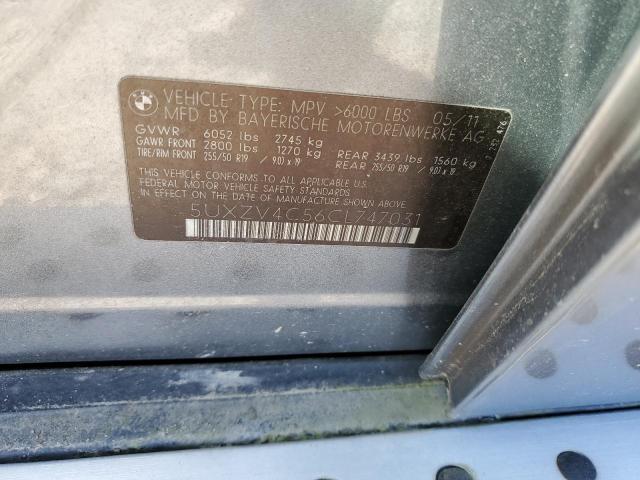 BMW
VEHICLE TYPE: MPV >6000 LBS 05/11
MFD BY BAYERISCHE MOTORENWERKE AG
GVWR 6052 lbs 2745 kg
GAWR FRONT 2800 lbs 1270 kg REAR 3439 lbs 1560 kg
TIRE/RIM FRONT 255/50 R19 / 9.0J x 19 REAR 255/50 R19 / 9.0J x 19
THIS VEHICLE CONFORMS TO ALL APPLICABLE
FEDERAL MOTOR VEHICLE SAFETY STANDARDS
IN EFFECT ON THE DATE OF MANUFACTURE SHOWN ABOVE.
5UXZV4C56CL747031